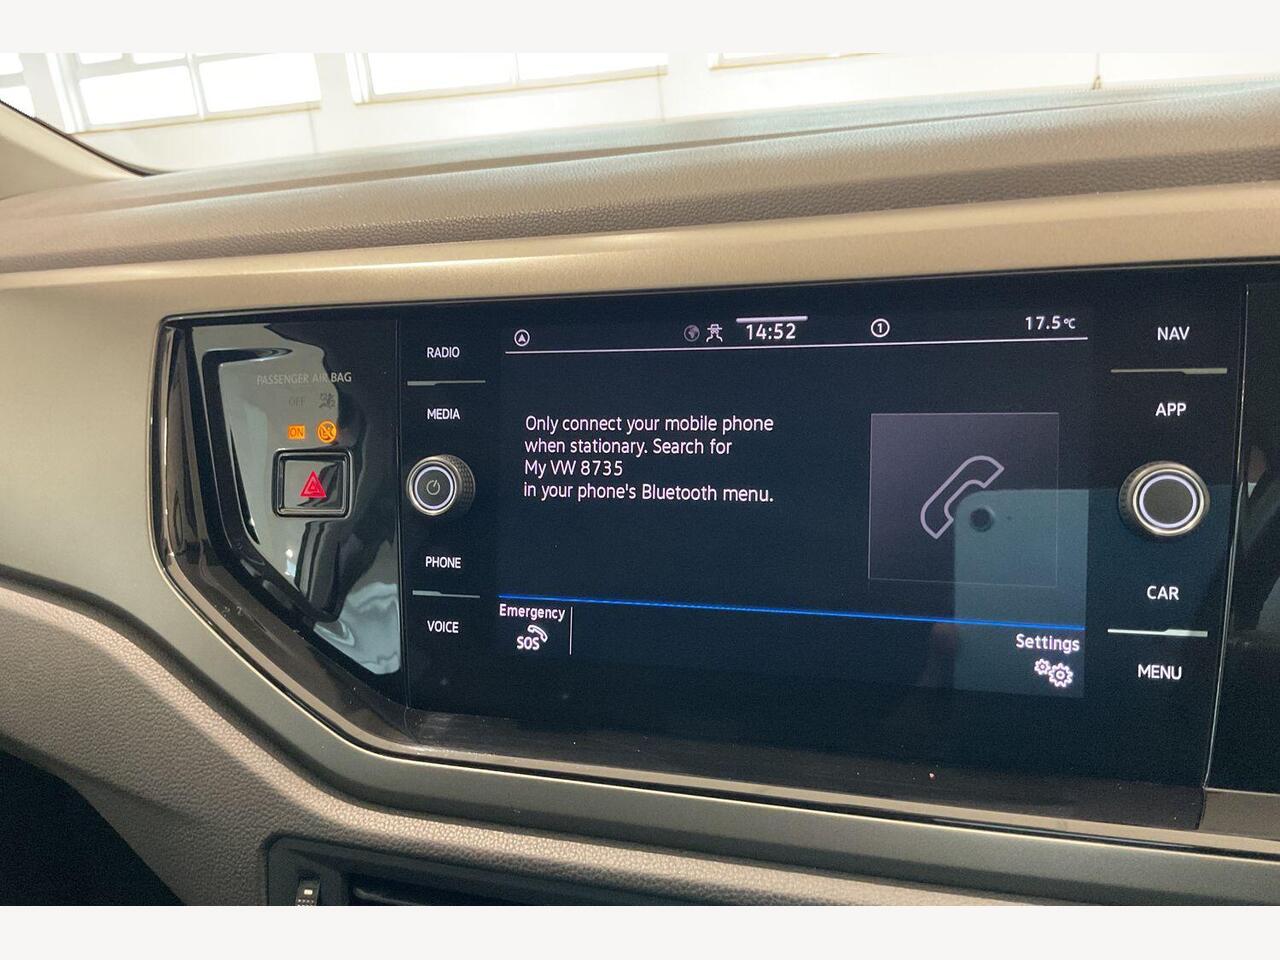 PASSENGER AIR BAG
OFF
ON
RADIO
MEDIA
PHONE
VOICE
14:52
1
17.5°C
Only connect your mobile phone
when stationary. Search for
My VW 8735
in your phone's Bluetooth menu.
Emergency
SOS
Settings
NAV
APP
CAR
MENU